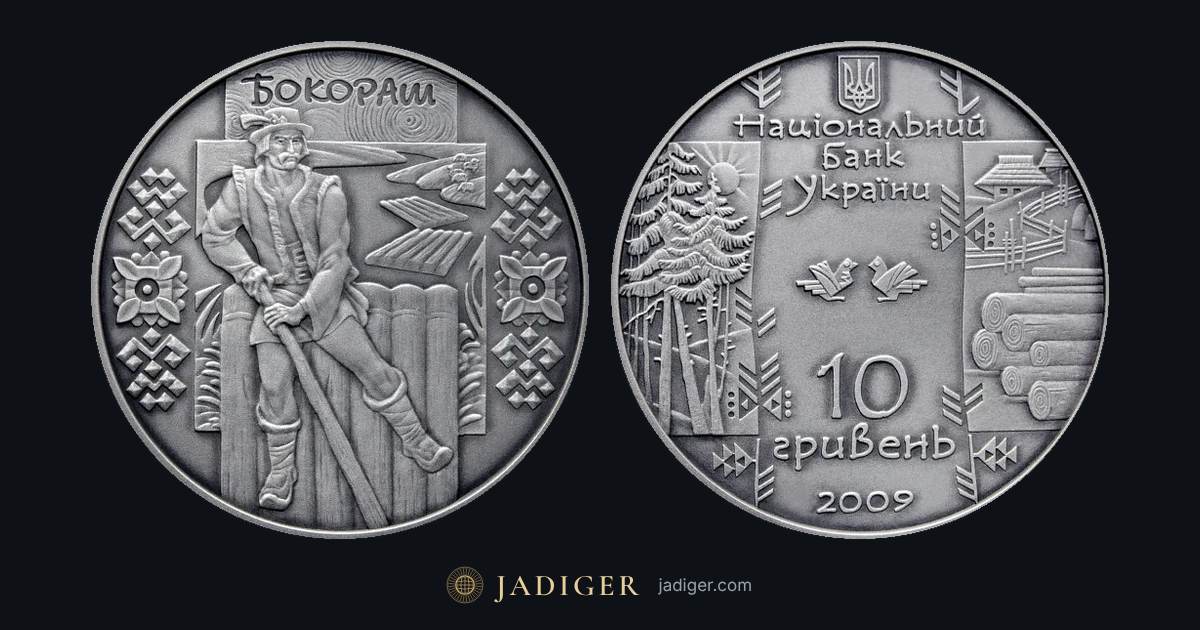 БОКОРАШ
Національний
Банк
України
10
гривень
2009
JADIGER jadiger.com